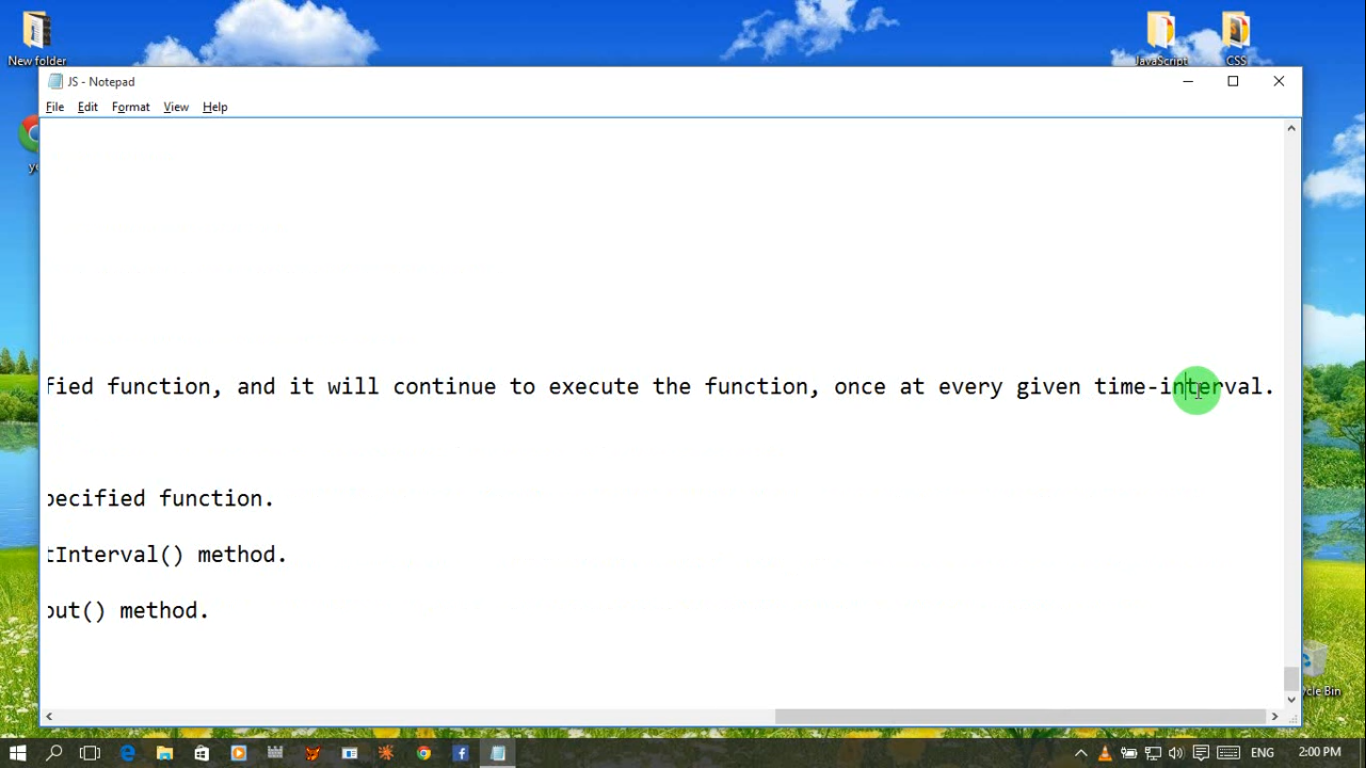 New folder
JavaScript
CSS
JS - Notepad
File Edit Format View Help
fied function, and it will continue to execute the function, once at every given time-interval.
pecified function.
tInterval() method.
out() method.
cle Bin
ENG
2:00 PM